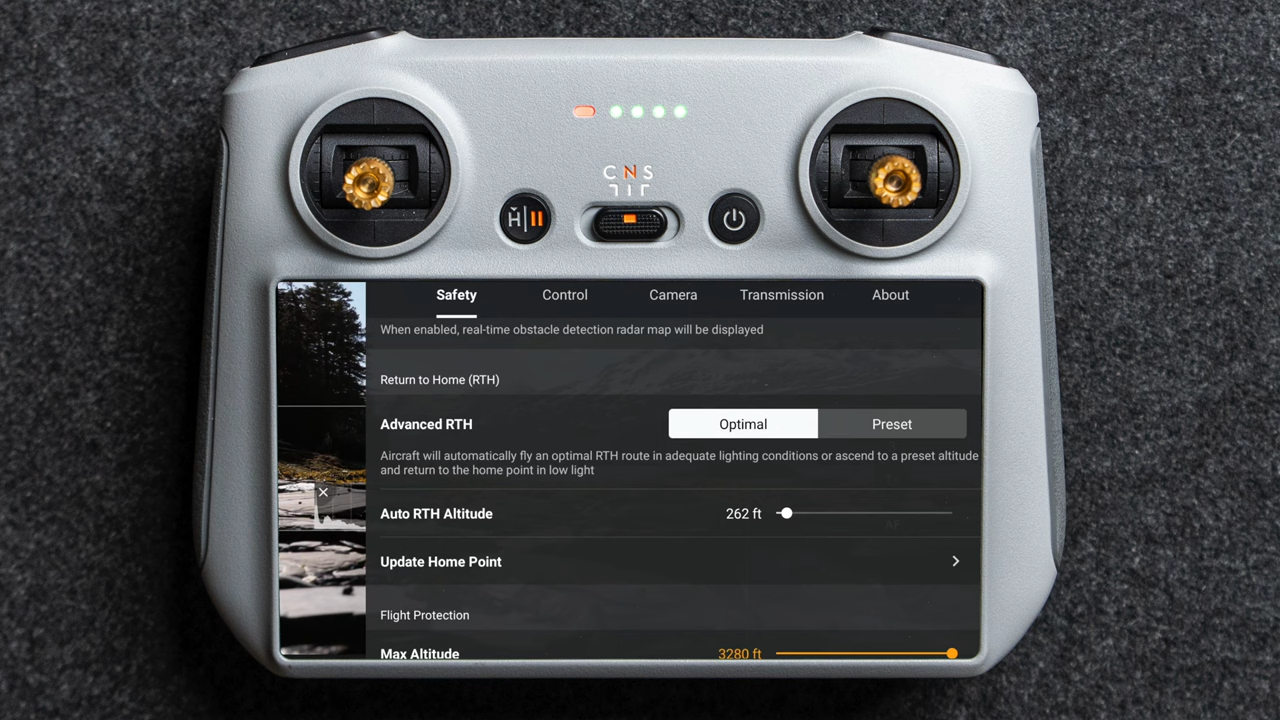 C N S
H
Safety Control Camera Transmission About
When enabled, real-time obstacle detection radar map will be displayed
Return to Home (RTH)
Advanced RTH Optimal Preset
Aircraft will automatically fly an optimal RTH route in adequate lighting conditions or ascend to a preset altitude
and return to the home point in low light
Auto RTH Altitude 262 ft
Update Home Point
Flight Protection
Max Altitude 3280 ft